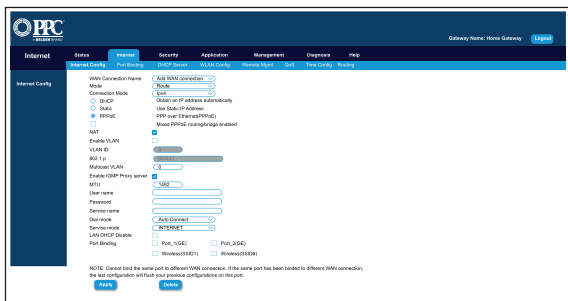 PPC
A BELDEN BRAND
Gateway Name: Home Gateway Logout
Internet Status Internet Security Application Management Diagnosis Help
Internet Config Port Binding DHCP Server WLAN Config Remote Mgmt QoS Time Config Routing
Internet Config
WAN Connection Name Add WAN connection
Mode Route
Connection Mode Ipv4
DHCP Obtain an IP address automatically
Static Use Static IP Address
PPPoE PPP over Ethernet(PPPoE)
Mixed PPPoE routing/bridge enabled
NAT
Enable VLAN
VLAN ID
802.1 p
Multicast VLAN 0
Enable IGMP Proxy server
MTU 1492
User name
Password
Service name
Dial mode Auto Connect
Service mode INTERNET
LAN DHCP Disable
Port Binding Port_1(GE) Port_2(GE)
Wireless(SSID1) Wireless(SSID6)
NOTE: Cannot bind the same port to different WAN connection. If the same port has been binded to different WAN connection,
the last configuration will flush your previous configurations on this port.
Apply Delete